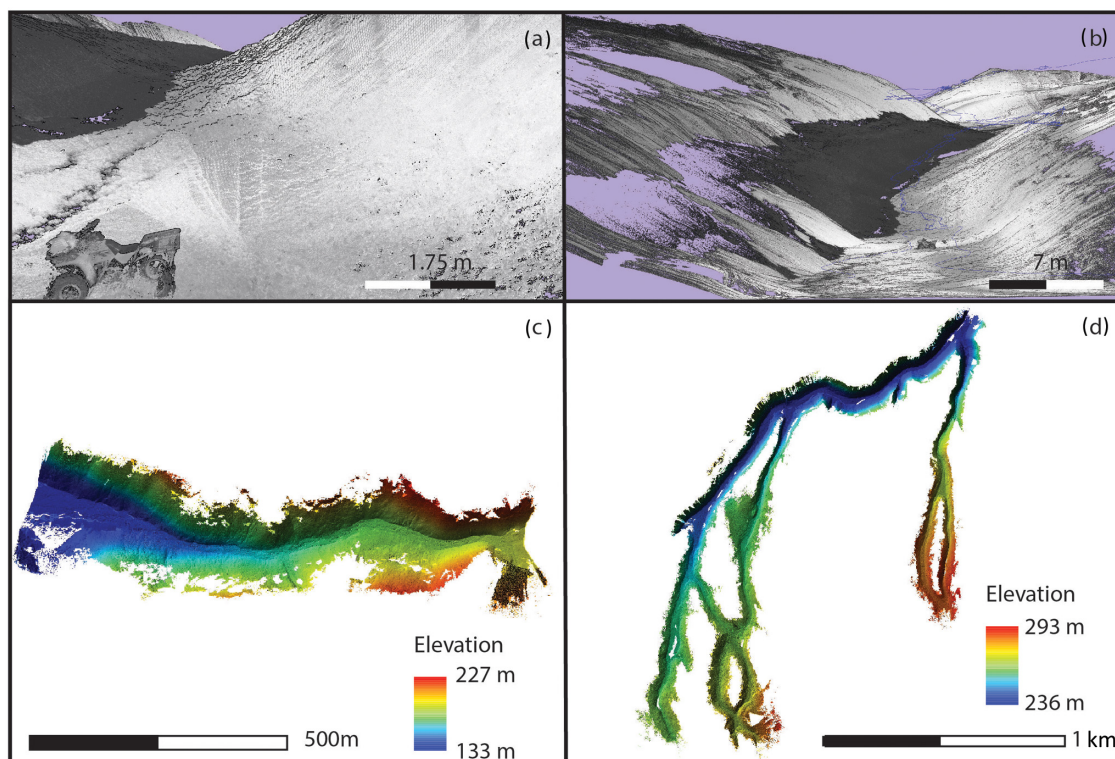 (a)
1.75 m
(b)
7 m
(c)
Elevation
227 m
133 m
500m
(d)
Elevation
293 m
236 m
1 km